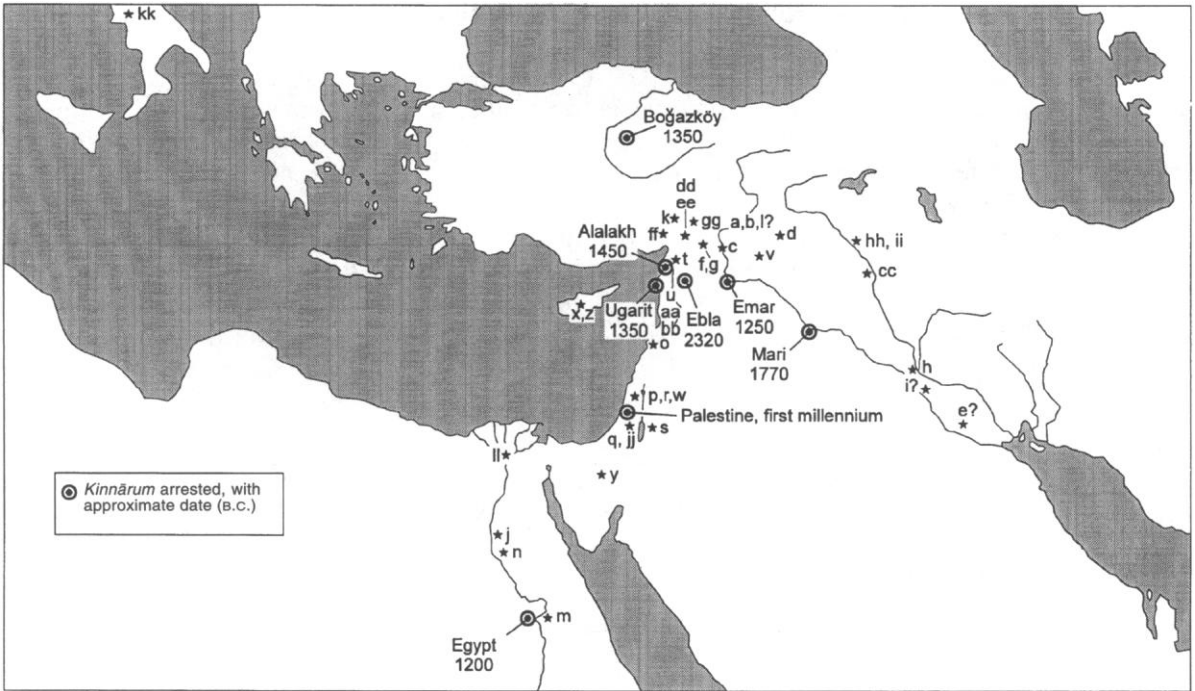 kk
Boğazköy
1350
dd
ee
k
gg
a,b,l?
d
ff
Alalakh
1450
f,g
c
v
hh, ii
t
cc
u
Ugarit
1350
aa
bb
Ebla
2320
Emar
1250
x,z
o
Mari
1770
h
i?
p,r,w
e?
Palestine, first millennium
q, jj
s
ll
y
Kinnārum arrested, with
approximate date (B.C.)
j
n
m
Egypt
1200